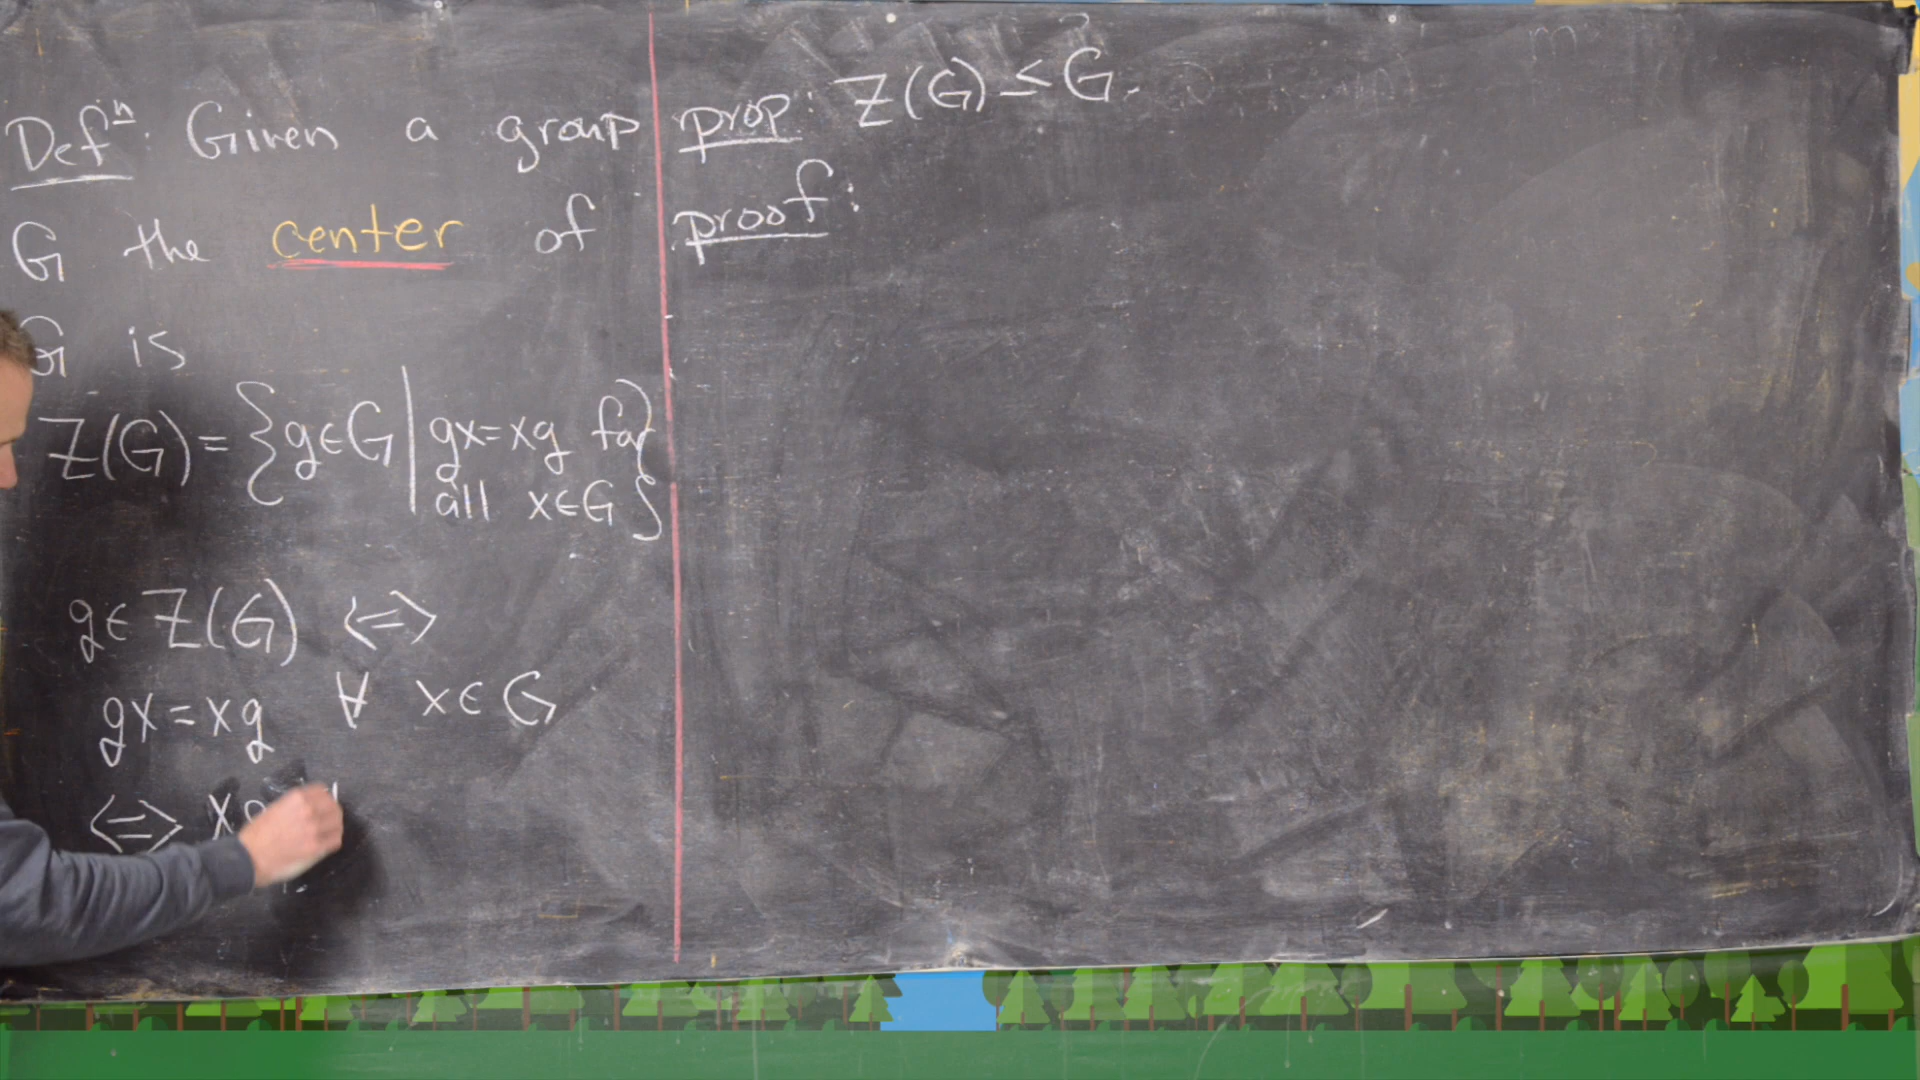 Defⁿ: Given a group
G the center of
G is
Z(G) = {g∈G | gx=xg for
all x∈G}
g∈Z(G) <=>
gx=xg ∀ x∈G
<=> x
prop: Z(G) ≤ G.
proof: